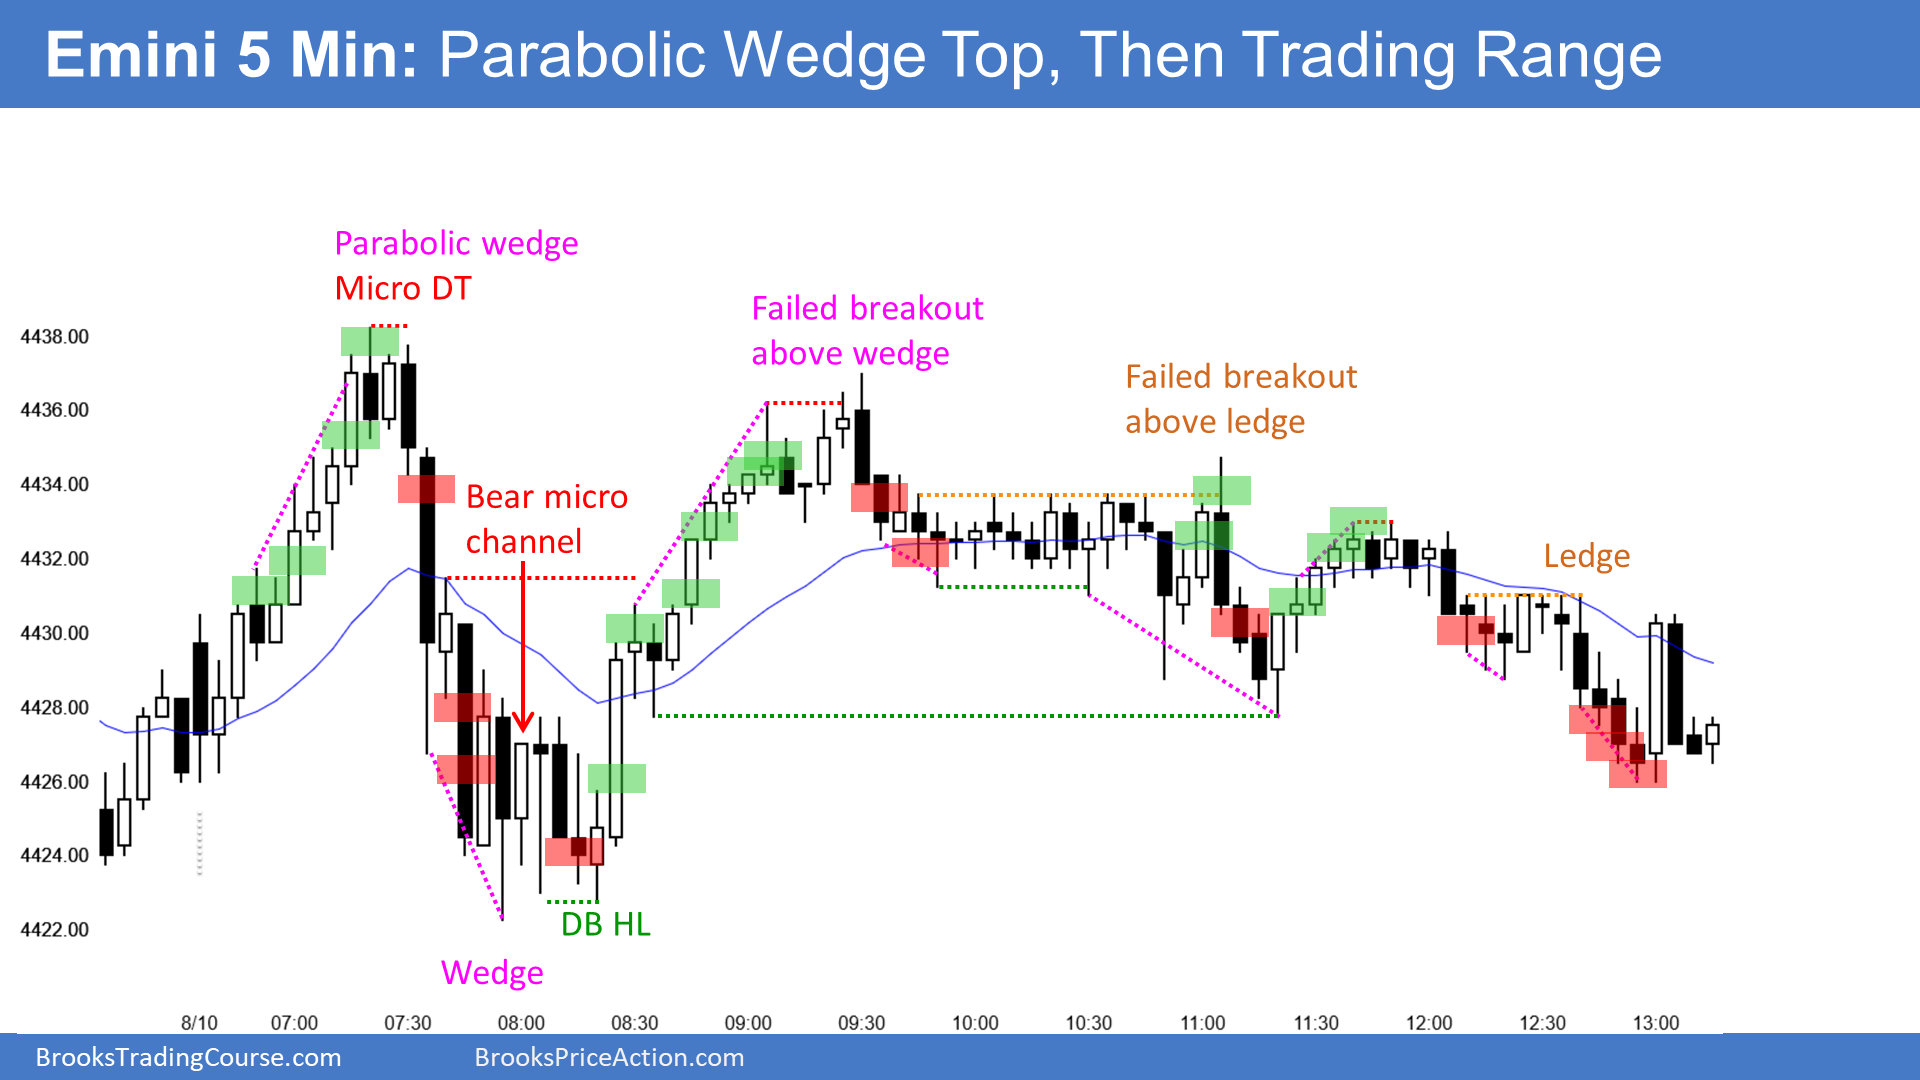 Emini 5 Min: Parabolic Wedge Top, Then Trading Range
Parabolic wedge
Micro DT
Failed breakout
above wedge
Failed breakout
above ledge
Bear micro
channel
Ledge
DB HL
Wedge
4438.00
4436.00
4434.00
4432.00
4430.00
4428.00
4426.00
4424.00
4422.00
8/10 07:00 07:30 08:00 08:30 09:00 09:30 10:00 10:30 11:00 11:30 12:00 12:30 13:00
BrooksTradingCourse.com BrooksPriceAction.com